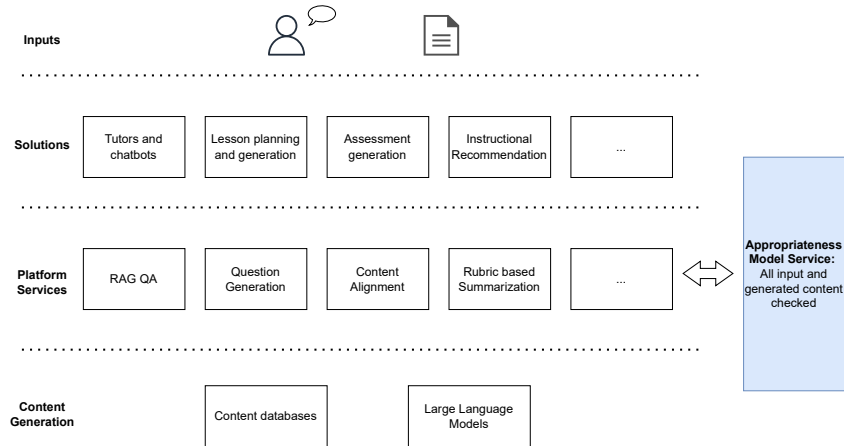 Inputs
Solutions
Tutors and
chatbots
Lesson planning
and generation
Assessment
generation
Instructional
Recommendation
...
Platform
Services
RAG QA
Question
Generation
Content
Alignment
Rubric based
Summarization
...
Appropriateness
Model Service:
All input and
generated content
checked
Content
Generation
Content databases
Large Language
Models